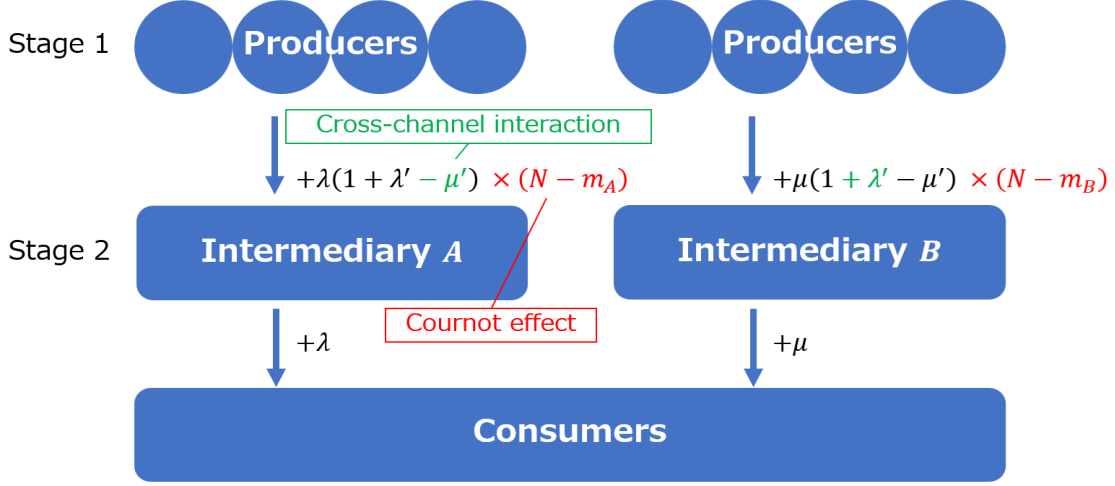 Stage 1
Producers
Producers
Cross-channel interaction
+λ(1 + λ′ − μ′) × (N − m_A)
+μ(1 + λ′ − μ′) × (N − m_B)
Stage 2
Intermediary A
Intermediary B
Cournot effect
+λ
+μ
Consumers